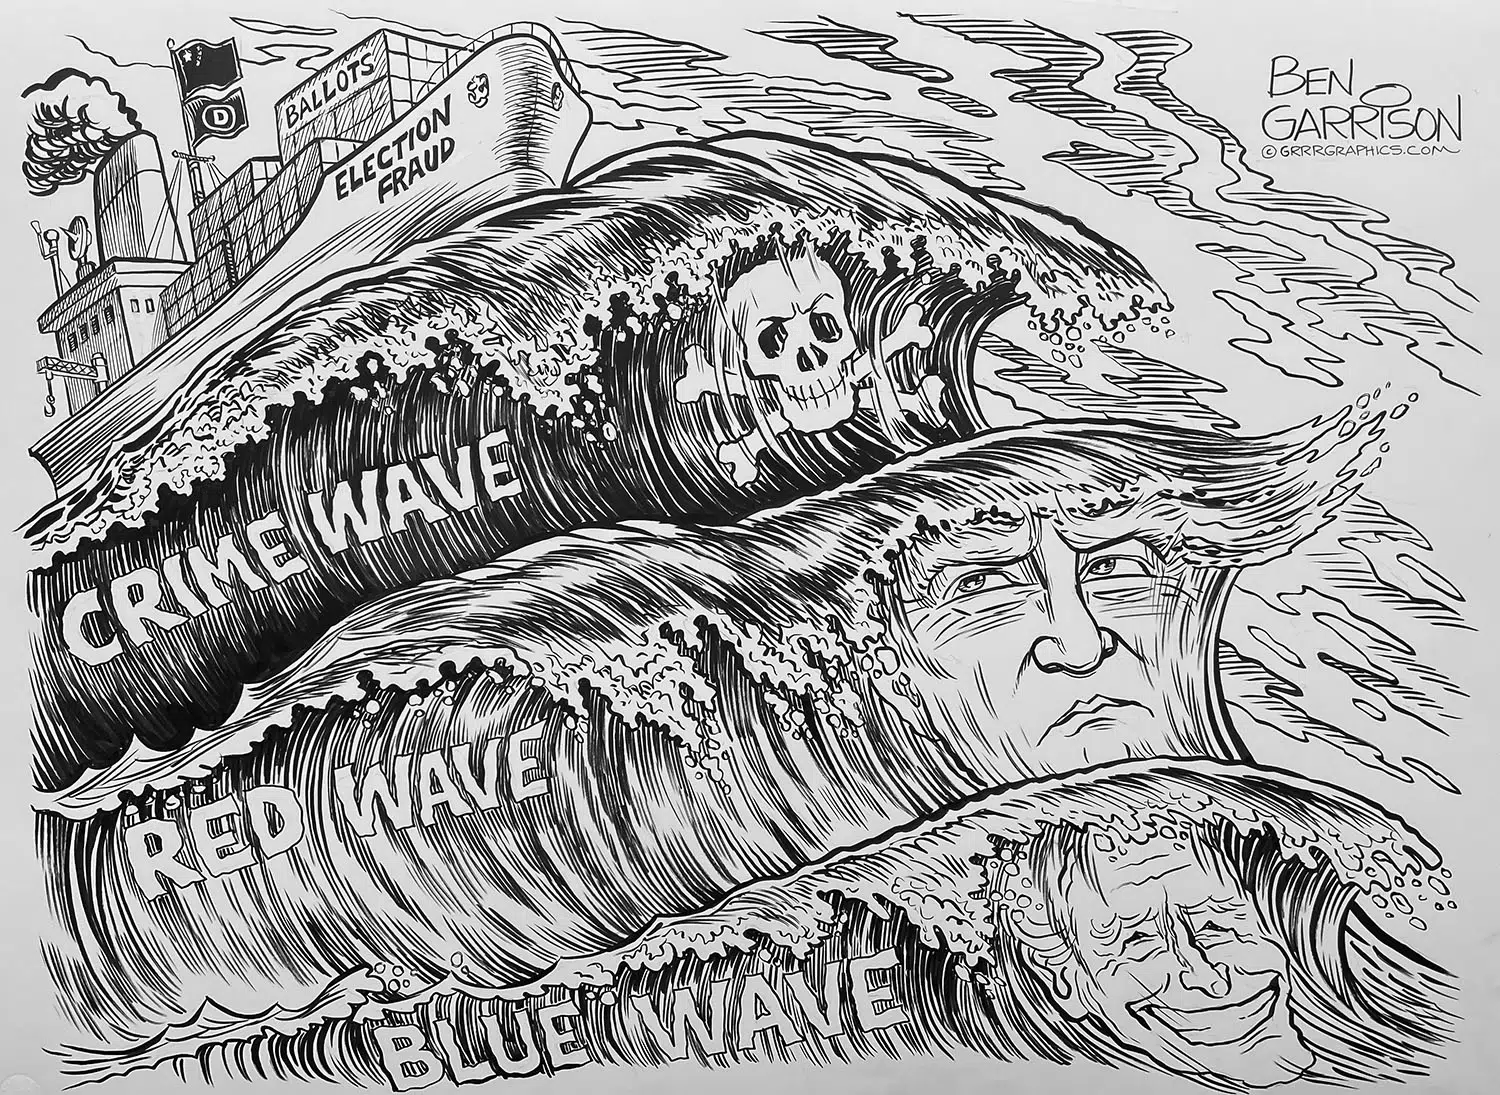 BEN
GARRISON
© GRRRGRAPHICS.COM
D
BALLOTS
ELECTION
FRAUD
CRIME WAVE
RED WAVE
BLUE WAVE